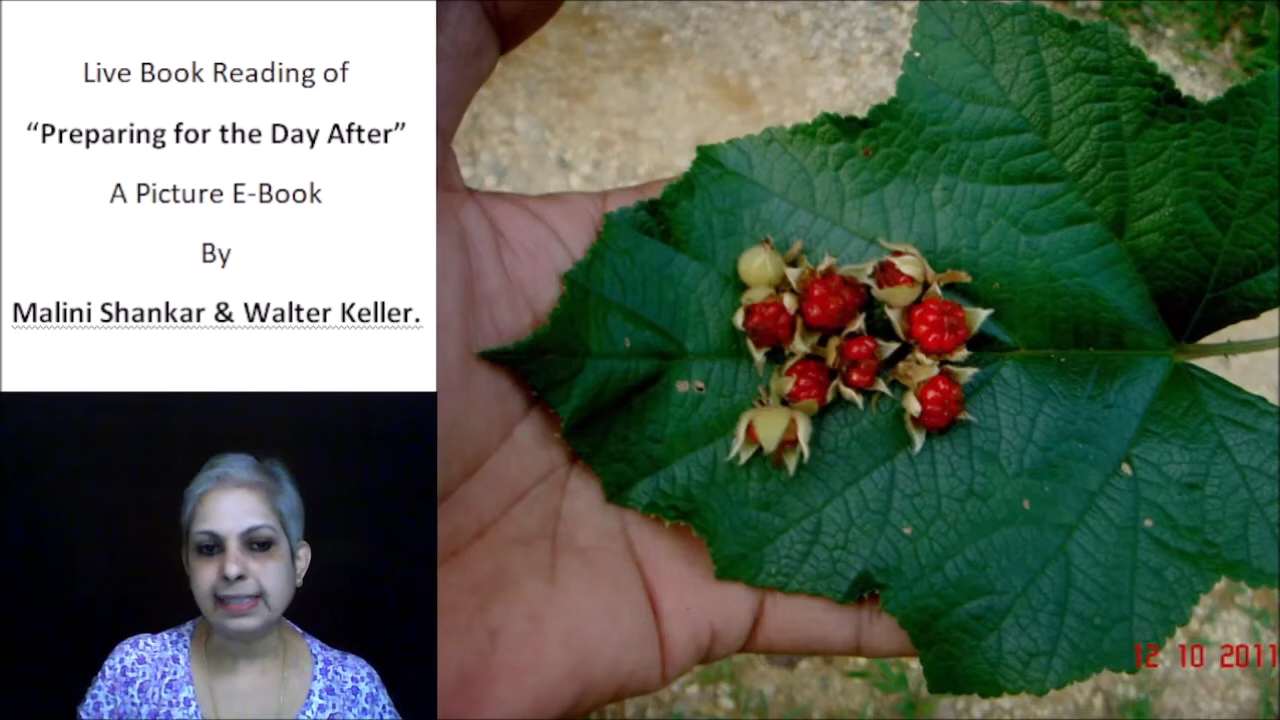 Live Book Reading of
“Preparing for the Day After”
A Picture E-Book
By
Malini Shankar & Walter Keller.
12 10 2011